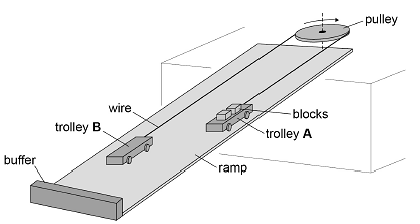 pulley
wire
blocks
trolley B
trolley A
buffer
ramp